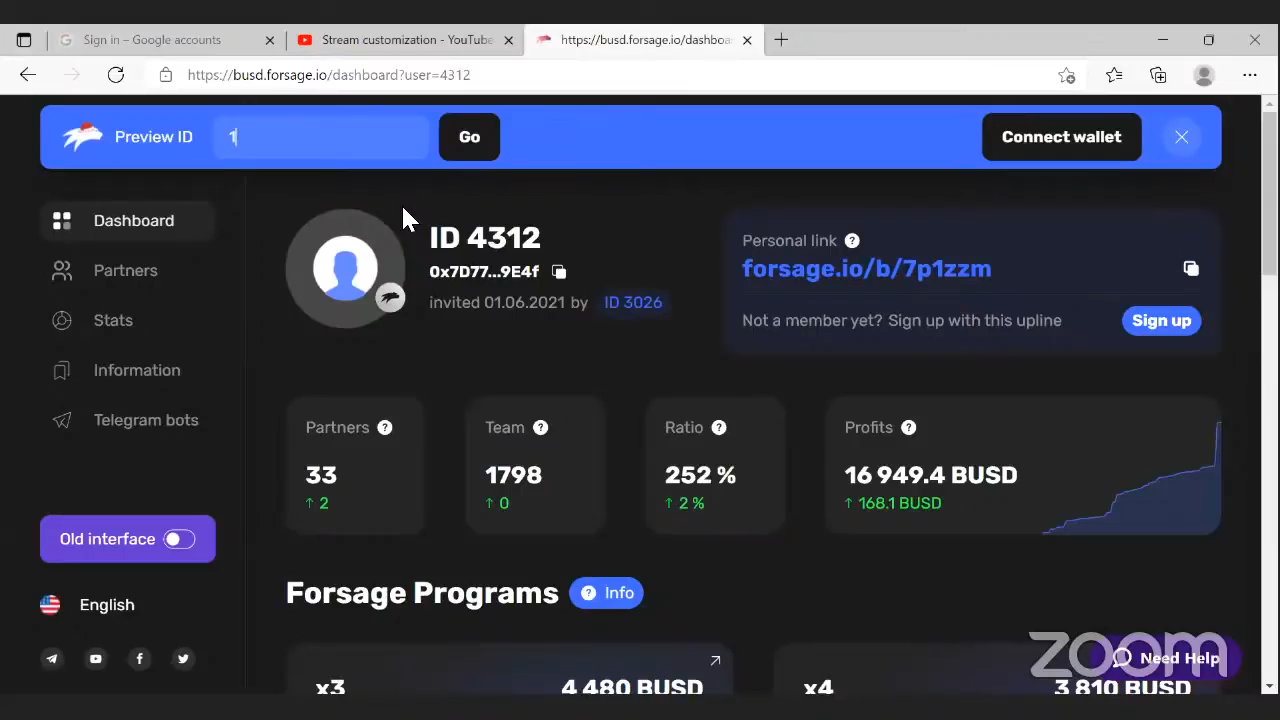 Sign in – Google accounts
Stream customization - YouTube
https://busd.forsage.io/dashboa
https://busd.forsage.io/dashboard?user=4312
Preview ID
1
Go
Connect wallet
Dashboard
Partners
Stats
Information
Telegram bots
Old interface
English
ID 4312
0x7D77...9E4f
invited 01.06.2021 by ID 3026
Personal link ?
forsage.io/b/7p1zzm
Not a member yet? Sign up with this upline
Sign up
Partners ?
33
↑ 2
Team ?
1798
↑ 0
Ratio ?
252 %
↑ 2 %
Profits ?
16 949.4 BUSD
↑ 168.1 BUSD
Forsage Programs
? Info
x3
4 480 BUSD
x4
3 810 BUSD
zoom
Need Help